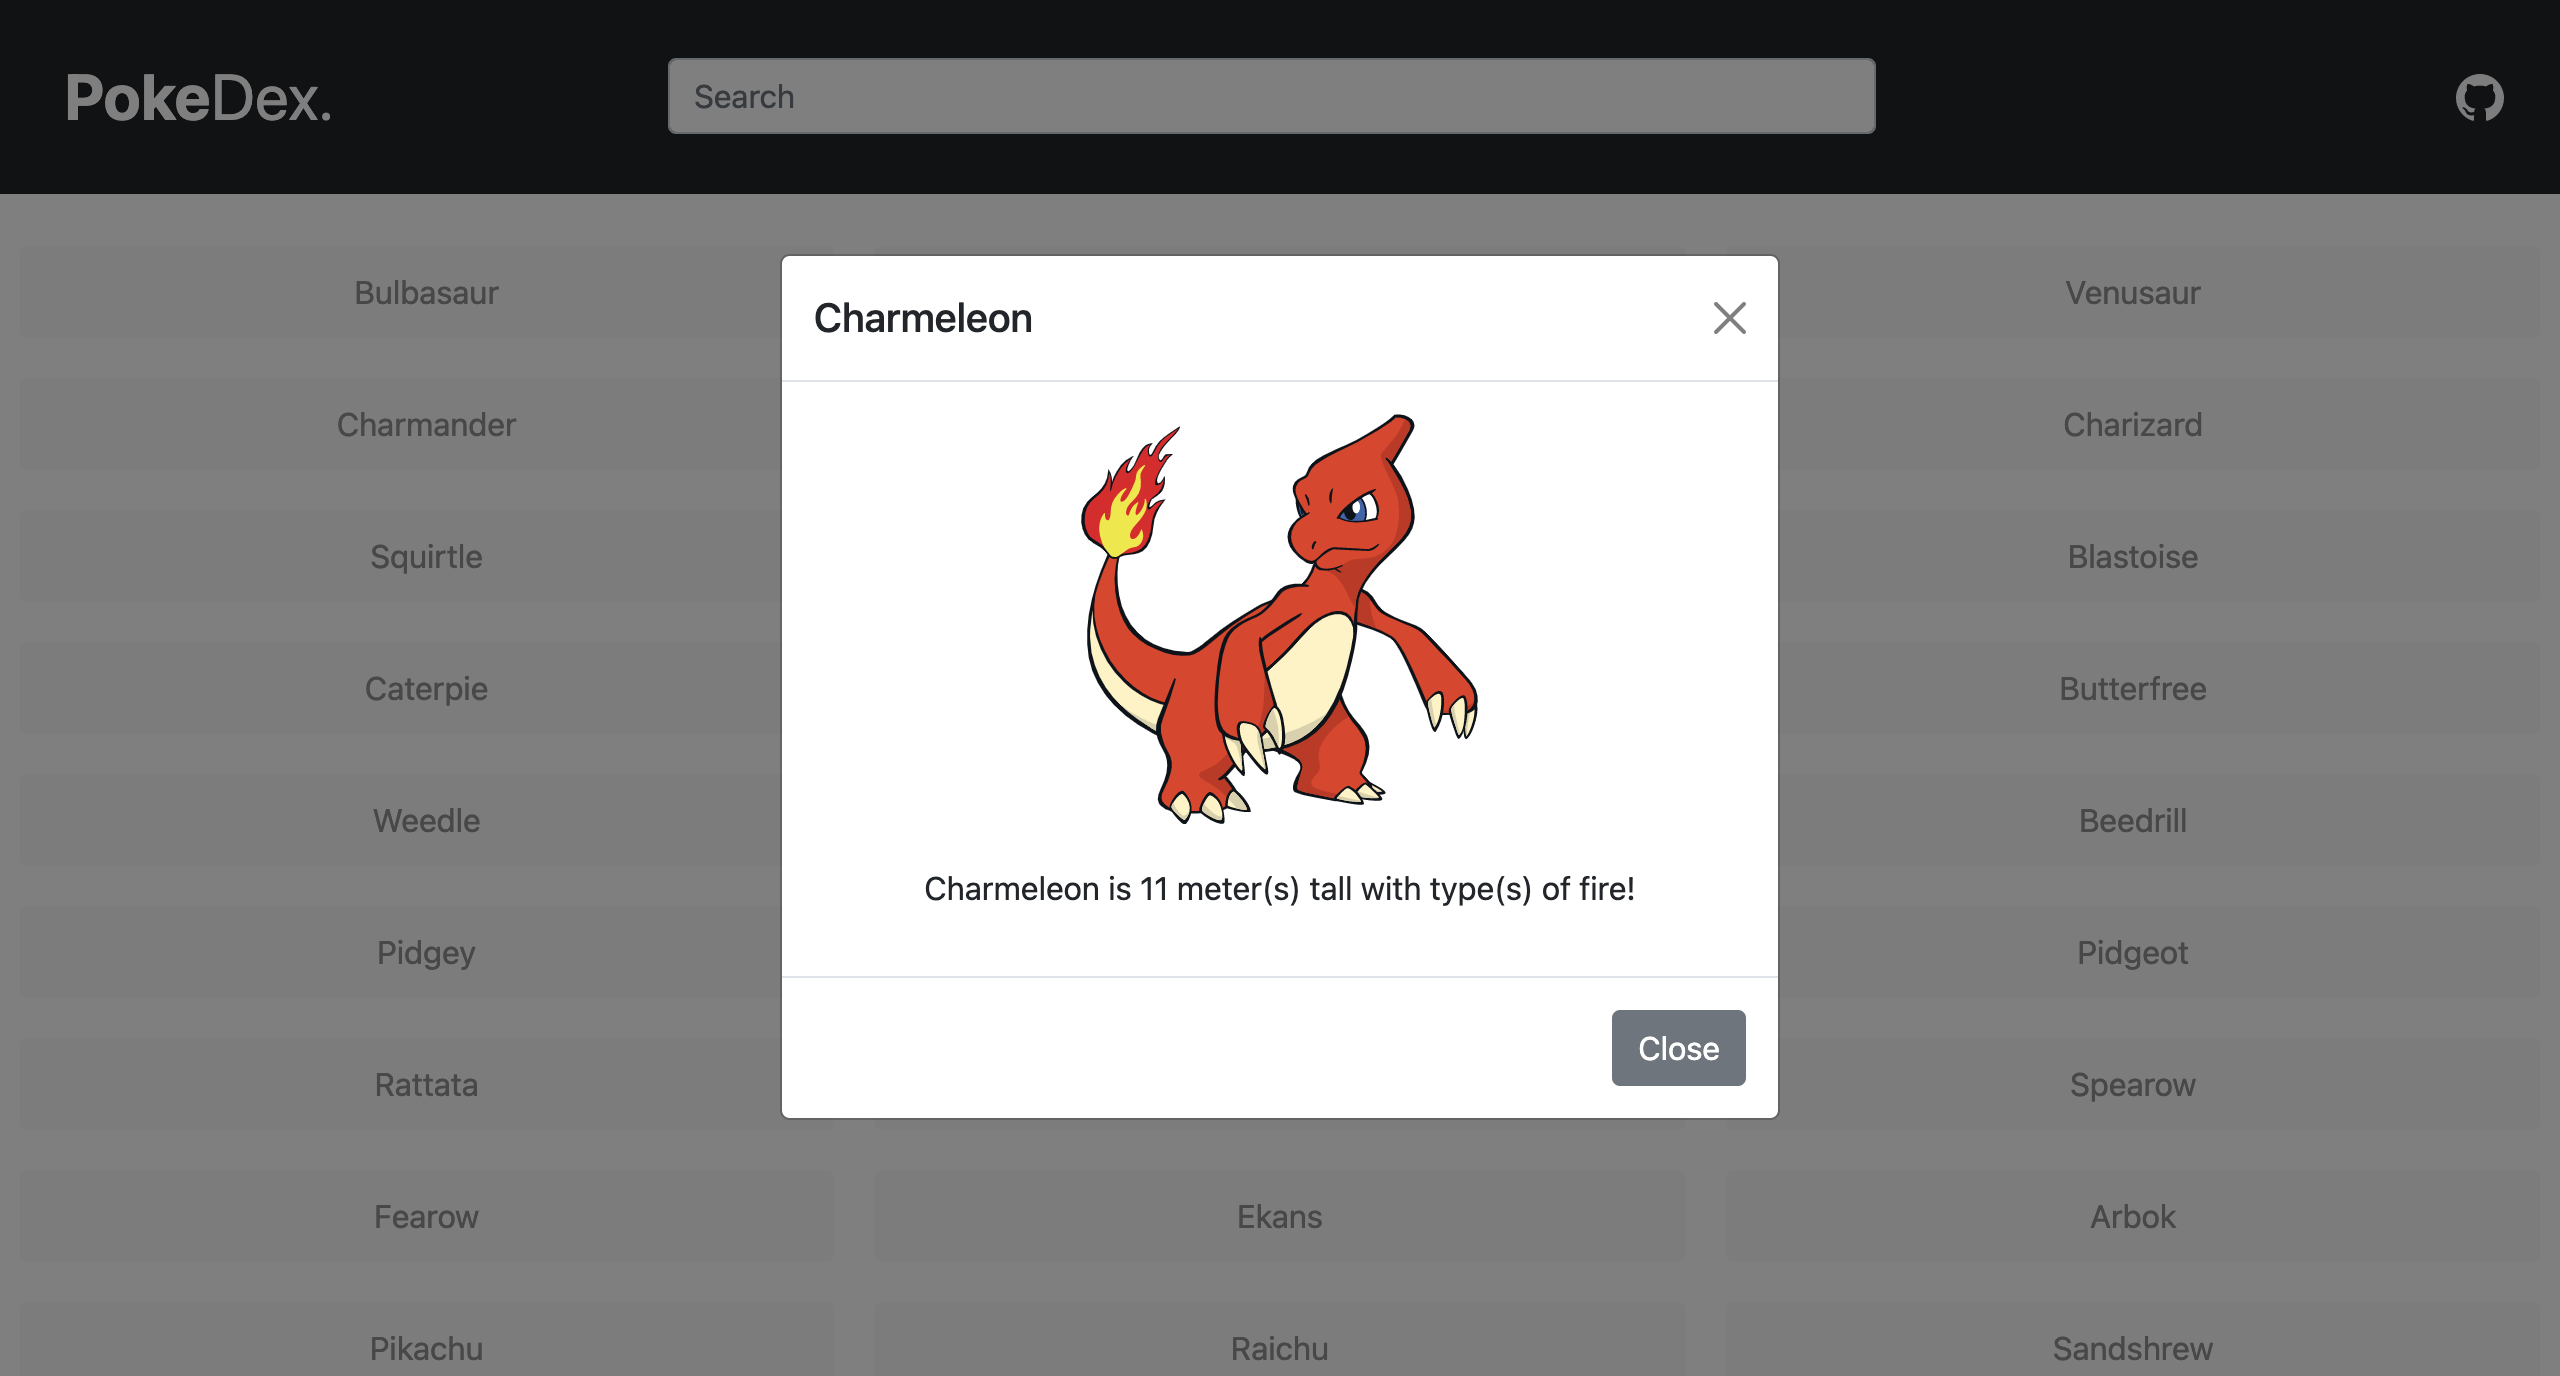 PokeDex.
Search
Bulbasaur
Venusaur
Charmander
Charizard
Squirtle
Blastoise
Caterpie
Butterfree
Weedle
Beedrill
Pidgey
Pidgeot
Rattata
Spearow
Fearow
Ekans
Arbok
Pikachu
Raichu
Sandshrew
Charmeleon
Charmeleon is 11 meter(s) tall with type(s) of fire!
Close